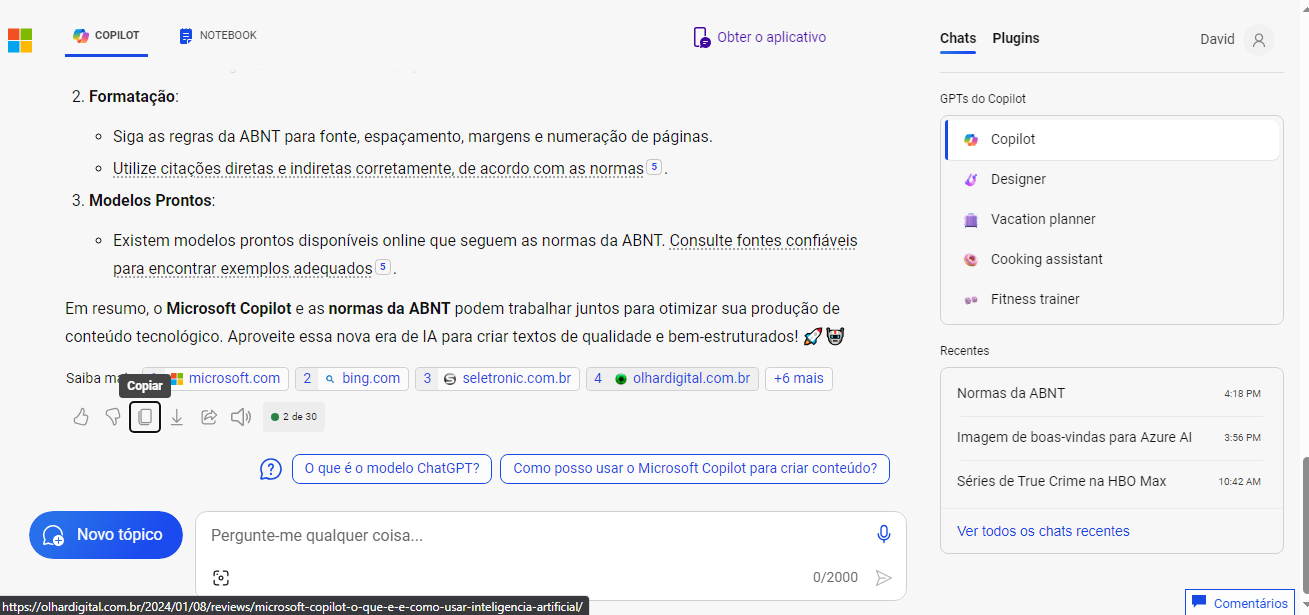 COPILOT
NOTEBOOK
Obter o aplicativo
Chats
Plugins
David
2. Formatação:
Siga as regras da ABNT para fonte, espaçamento, margens e numeração de páginas.
Utilize citações diretas e indiretas corretamente, de acordo com as normas 5 .
3. Modelos Prontos:
Existem modelos prontos disponíveis online que seguem as normas da ABNT. Consulte fontes confiáveis
para encontrar exemplos adequados 5 .
Em resumo, o Microsoft Copilot e as normas da ABNT podem trabalhar juntos para otimizar sua produção de
conteúdo tecnológico. Aproveite essa nova era de IA para criar textos de qualidade e bem-estruturados! 🚀🤖
Saiba microsoft.com 2 bing.com 3 seletronic.com.br 4 olhardigital.com.br +6 mais
Copiar
2 de 30
O que é o modelo ChatGPT?
Como posso usar o Microsoft Copilot para criar conteúdo?
Novo tópico
Pergunte-me qualquer coisa...
0/2000
https://olhardigital.com.br/2024/01/08/reviews/microsoft-copilot-o-que-e-e-como-usar-inteligencia-artificial/
GPTs do Copilot
Copilot
Designer
Vacation planner
Cooking assistant
Fitness trainer
Recentes
Normas da ABNT 4:18 PM
Imagem de boas-vindas para Azure AI 3:56 PM
Séries de True Crime na HBO Max 10:42 AM
Ver todos os chats recentes
Comentários